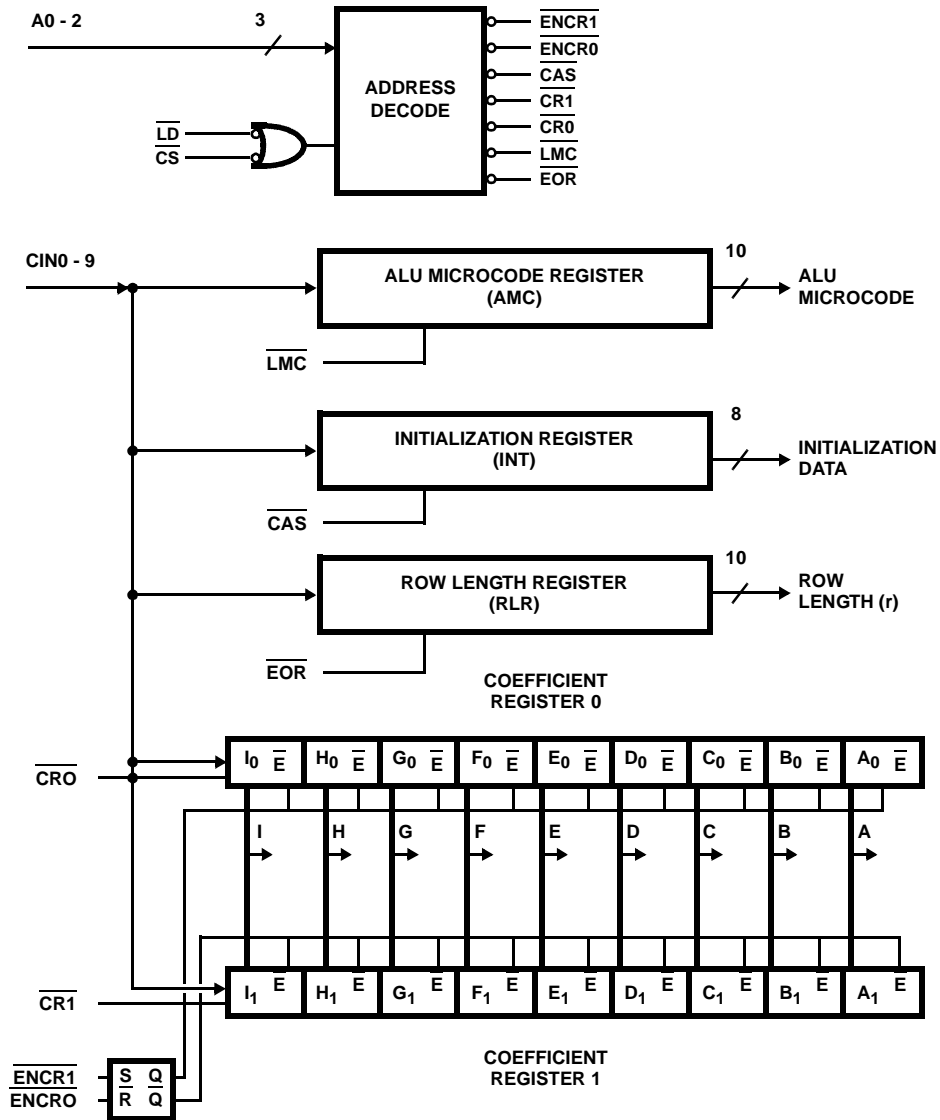 A0 - 2
3
ADDRESS
DECODE
ENCR1
ENCR0
CAS
CR1
CR0
LMC
EOR
LD
CS
CIN0 - 9
ALU MICROCODE REGISTER
(AMC)
10
ALU
MICROCODE
LMC
INITIALIZATION REGISTER
(INT)
8
INITIALIZATION
DATA
CAS
ROW LENGTH REGISTER
(RLR)
10
ROW
LENGTH (r)
EOR
COEFFICIENT
REGISTER 0
CRO
I0 E H0 E G0 E F0 E E0 E D0 E C0 E B0 E A0 E
I H G F E D C B A
CR1
I1 E H1 E G1 E F1 E E1 E D1 E C1 E B1 E A1 E
COEFFICIENT
REGISTER 1
ENCR1
ENCRO
S Q
R Q